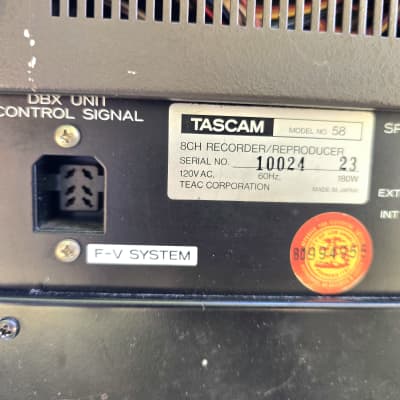 DBX UNIT
CONTROL SIGNAL
TASCAM MODEL NO. 58
8CH RECORDER/REPRODUCER
SERIAL NO. 10024 23
120V AC. 60Hz. 180W
TEAC CORPORATION MADE IN JAPAN
SP
EXT
INT
F-V SYSTEM